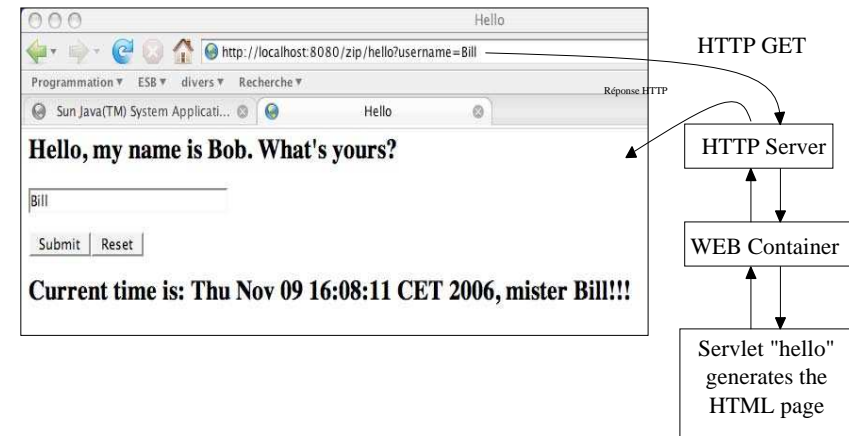 Hello
http://localhost:8080/zip/hello?username=Bill
Programmation ESB divers Recherche
Sun Java(TM) System Applicati... Hello
Hello, my name is Bob. What's yours?
Bill
Submit Reset
Current time is: Thu Nov 09 16:08:11 CET 2006, mister Bill!!!
HTTP GET
Réponse HTTP
HTTP Server
WEB Container
Servlet "hello"
generates the
HTML page